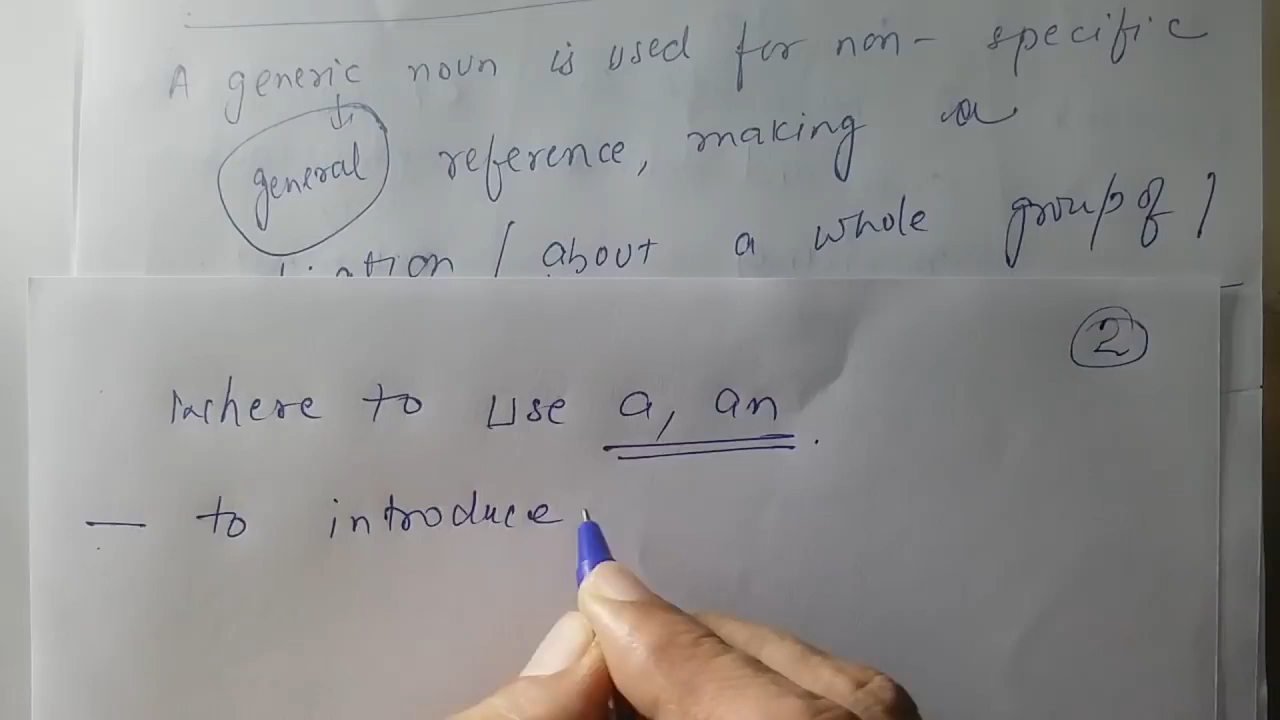 A generic noun is used for non- specific
general reference, making a
about a whole group of /
2
Where to use a, an.
— to introduce